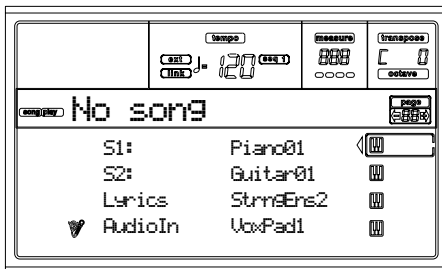 tempo measure transpose
ext link ♩= 120 seq 1 888 C 0
octave
song play No song page 88
S1: Piano01
S2: Guitar01
Lyrics StrngEns2
AudioIn VoxPad1